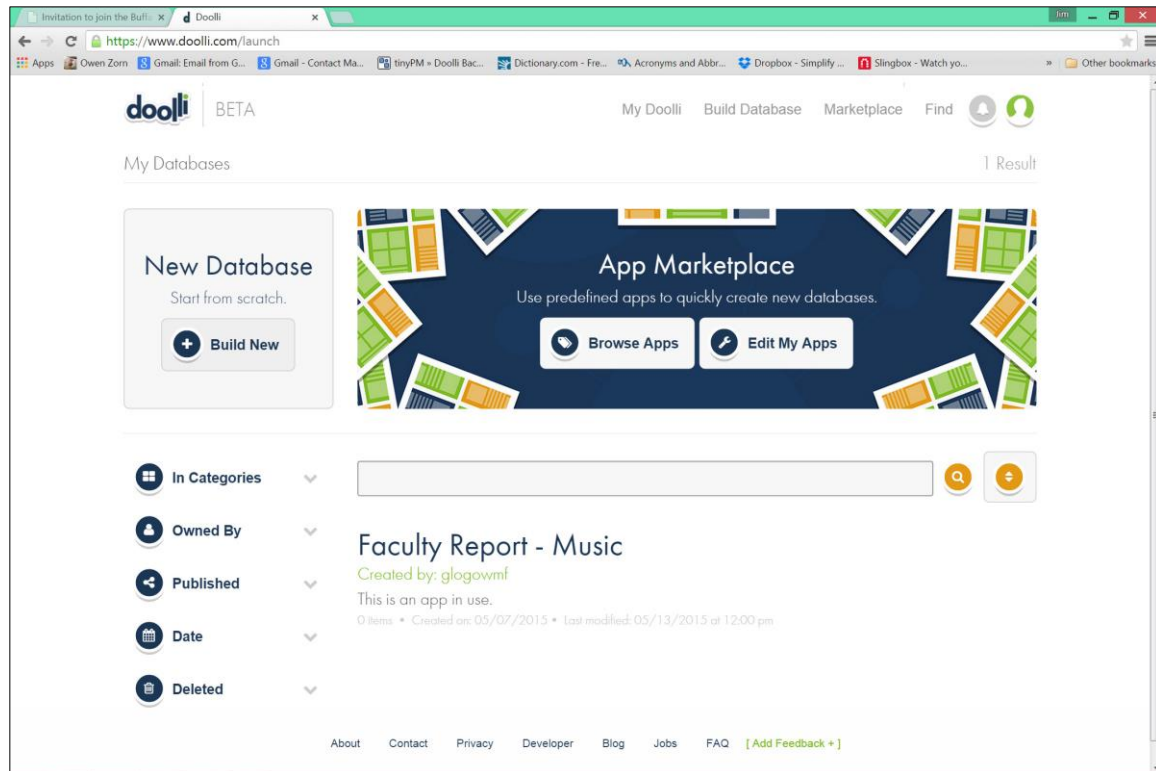 Invitation to join the Buffa
Doolli
Jim
https://www.doolli.com/launch
Apps Owen Zorn Gmail: Email from G... Gmail - Contact Ma... tinyPM » Doolli Bac... Dictionary.com - Fre... Acronyms and Abbr... Dropbox - Simplify ... Slingbox - Watch yo... » Other bookmarks
doolli BETA My Doolli Build Database Marketplace Find
My Databases 1 Result
New Database
Start from scratch.
Build New
App Marketplace
Use predefined apps to quickly create new databases.
Browse Apps Edit My Apps
In Categories
Owned By
Published
Date
Deleted
Faculty Report - Music
Created by: glogowmf
This is an app in use.
0 items • Created on: 05/07/2015 • Last modified: 05/13/2015 at 12:00 pm
About Contact Privacy Developer Blog Jobs FAQ [ Add Feedback + ]